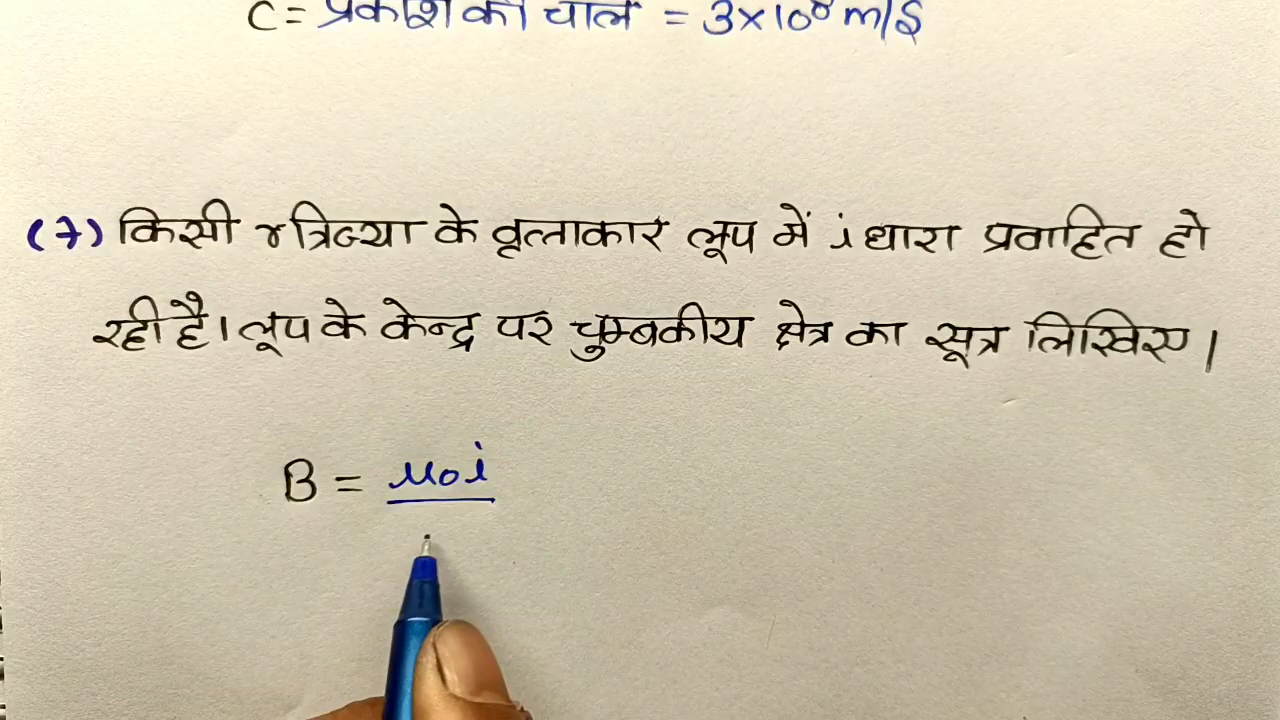 C = प्रकाश की चाल = 3×10⁸ m/s
(7) किसी r त्रिज्या के वृत्ताकार लूप में i धारा प्रवाहित हो
रही है। लूप के केन्द्र पर चुम्बकीय क्षेत्र का सूत्र लिखिए।
B = μ₀i